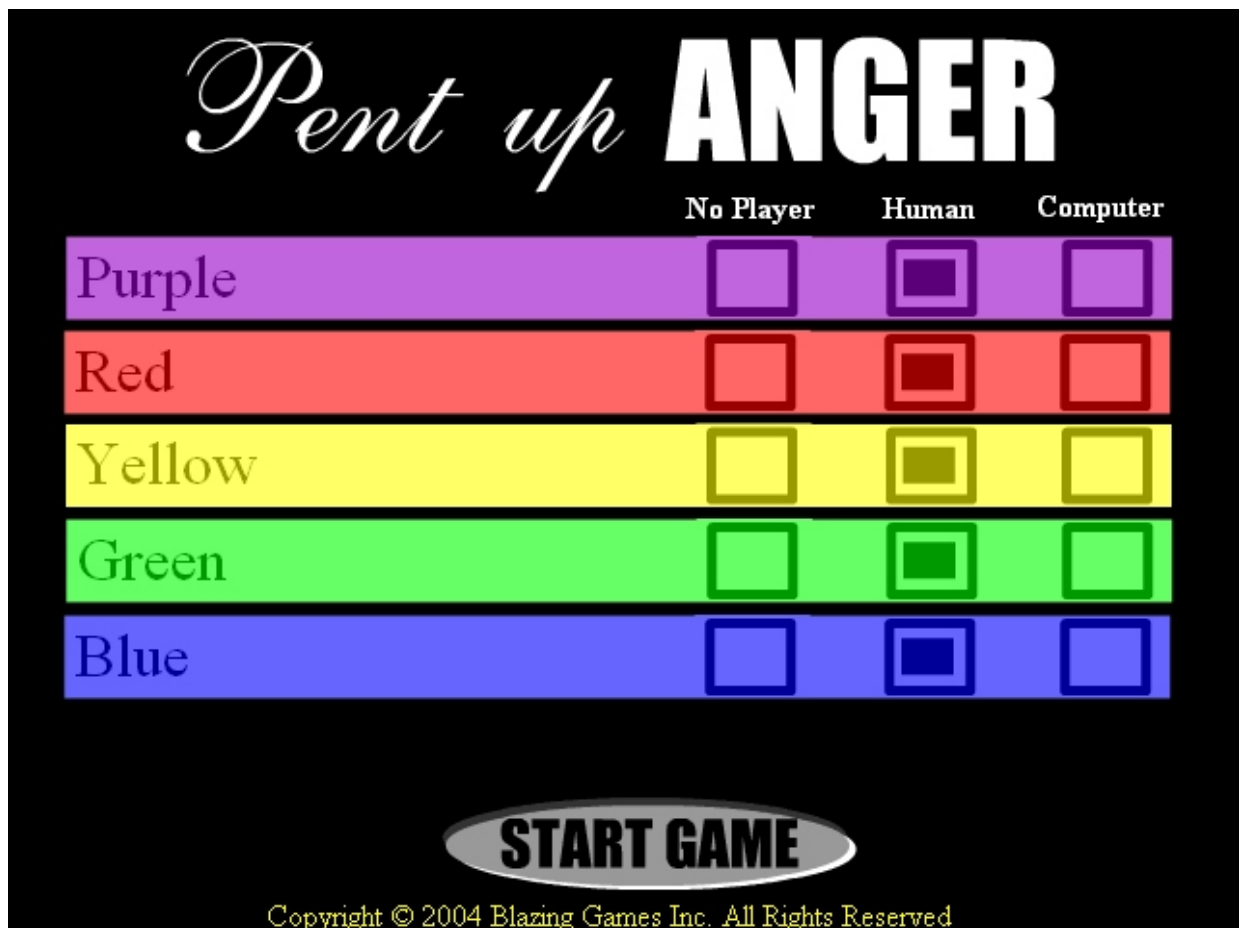 Pent up ANGER
No Player Human Computer
Purple
Red
Yellow
Green
Blue
START GAME
Copyright © 2004 Blazing Games Inc. All Rights Reserved